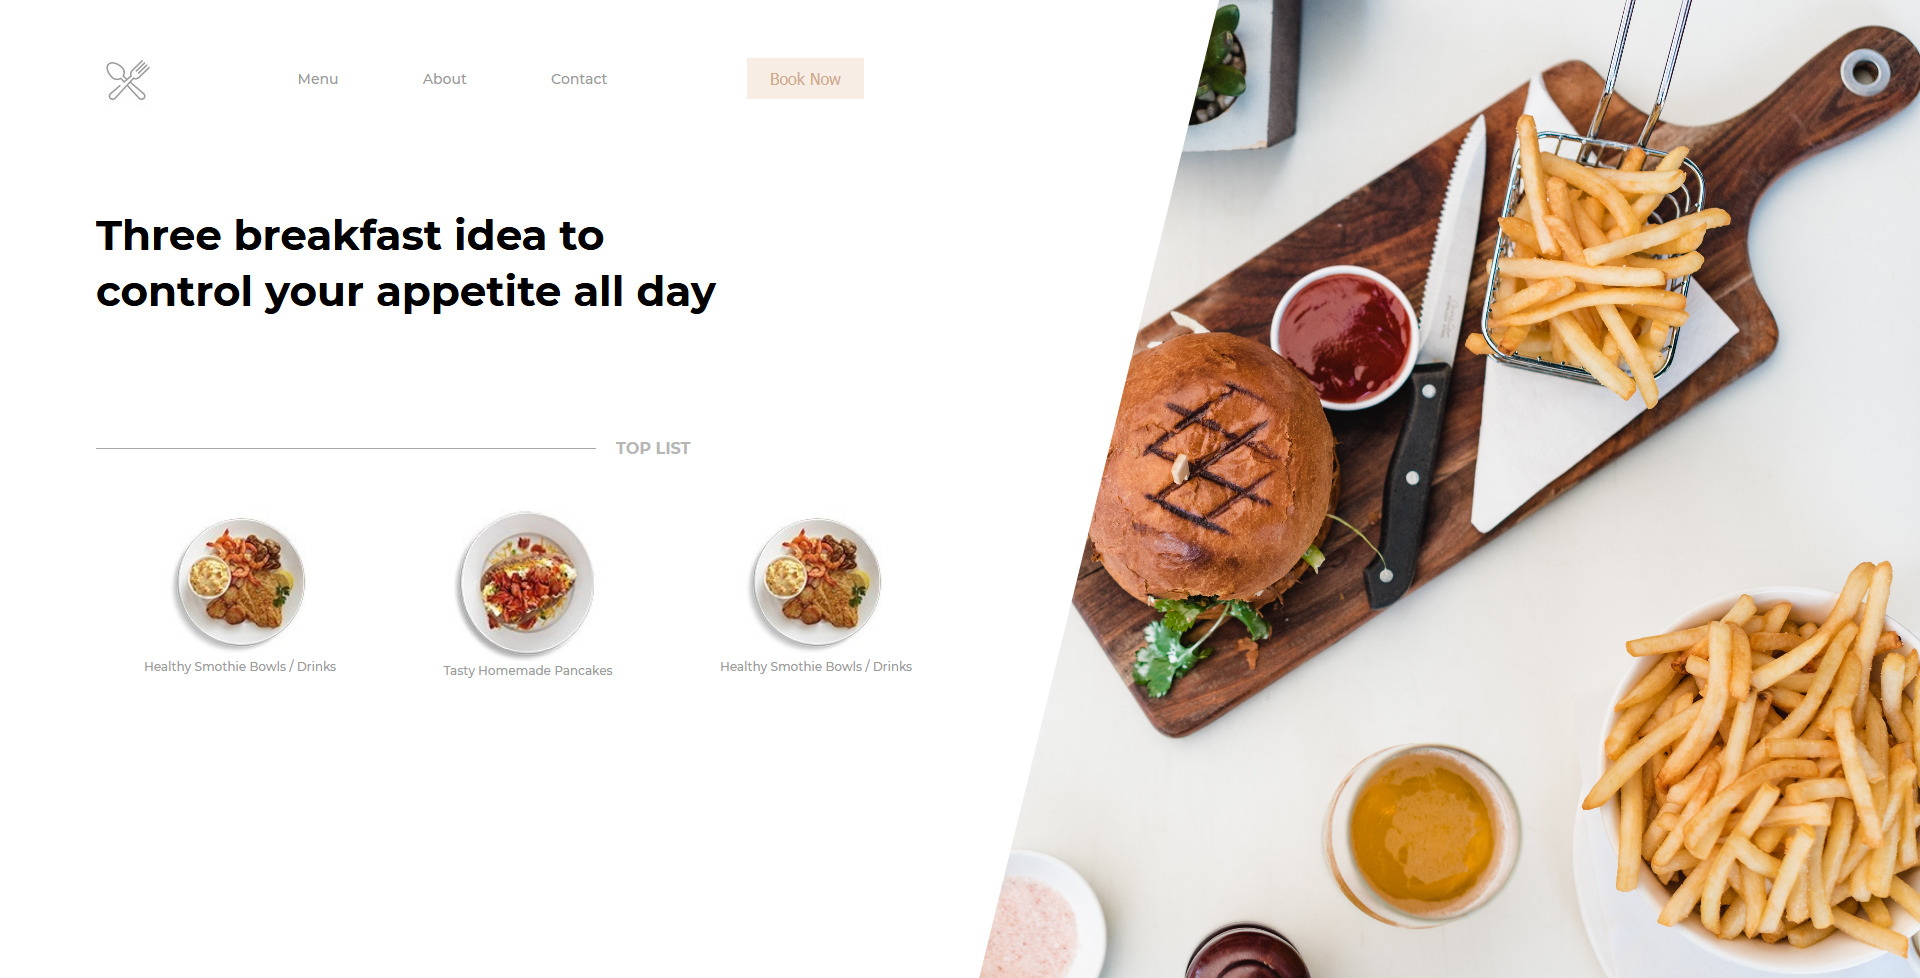 Menu
About
Contact
Book Now
Three breakfast idea to
control your appetite all day
TOP LIST
Healthy Smothie Bowls / Drinks
Tasty Homemade Pancakes
Healthy Smothie Bowls / Drinks